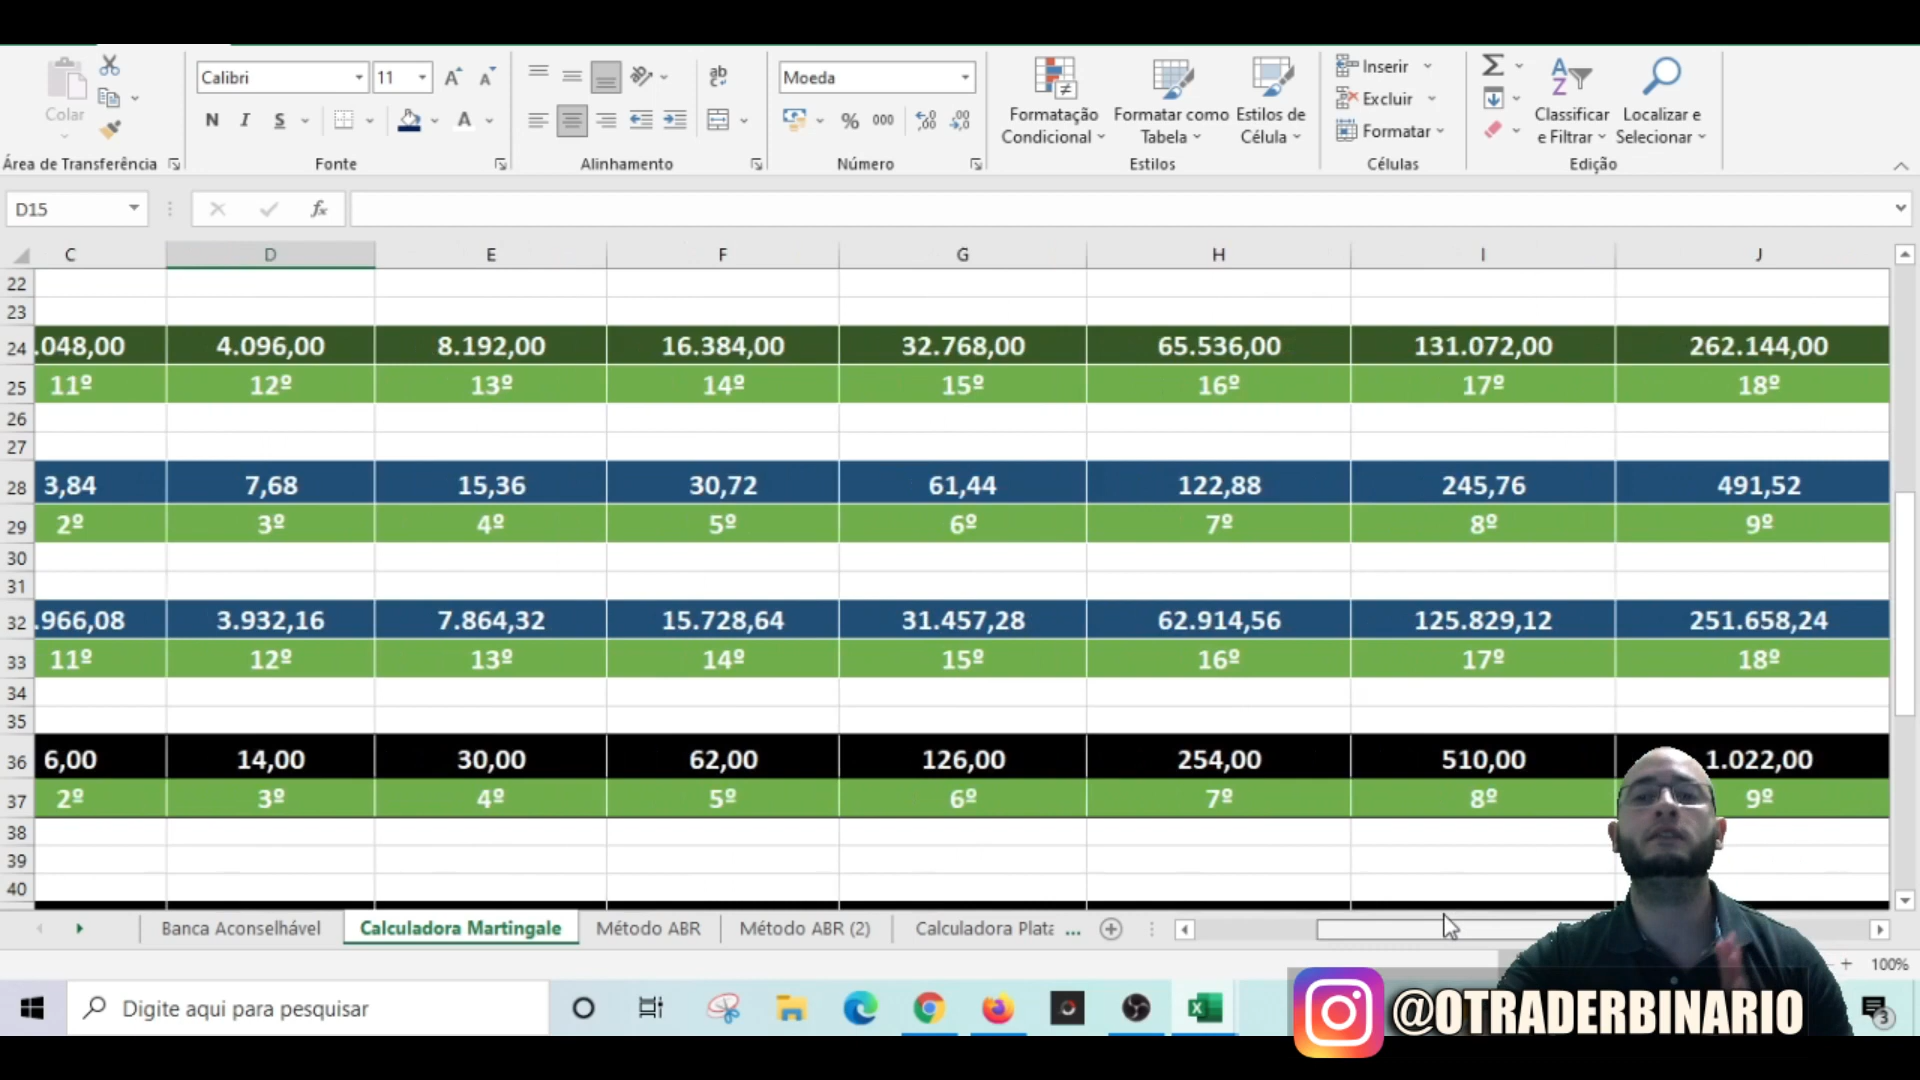 Calibri 11 Moeda
Inserir
Colar
Excluir
Formatação Condicional
Formatar como Tabela
Estilos de Célula
Formatar
Classificar e Filtrar
Localizar e Selecionar
N I S A % 000
Área de Transferência Fonte Alinhamento Número Estilos Células Edição
D15 fx
C D E F G H I J
22
23
24 .048,00 4.096,00 8.192,00 16.384,00 32.768,00 65.536,00 131.072,00 262.144,00
25 11º 12º 13º 14º 15º 16º 17º 18º
26
27
28 3,84 7,68 15,36 30,72 61,44 122,88 245,76 491,52
29 2º 3º 4º 5º 6º 7º 8º 9º
30
31
32 .966,08 3.932,16 7.864,32 15.728,64 31.457,28 62.914,56 125.829,12 251.658,24
33 11º 12º 13º 14º 15º 16º 17º 18º
34
35
36 6,00 14,00 30,00 62,00 126,00 254,00 510,00 1.022,00
37 2º 3º 4º 5º 6º 7º 8º 9º
38
39
40
Banca Aconselhável Calculadora Martingale Método ABR Método ABR (2) Calculadora Plata ...
+ 100%
Digite aqui para pesquisar
@OTRADERBINARIO
3